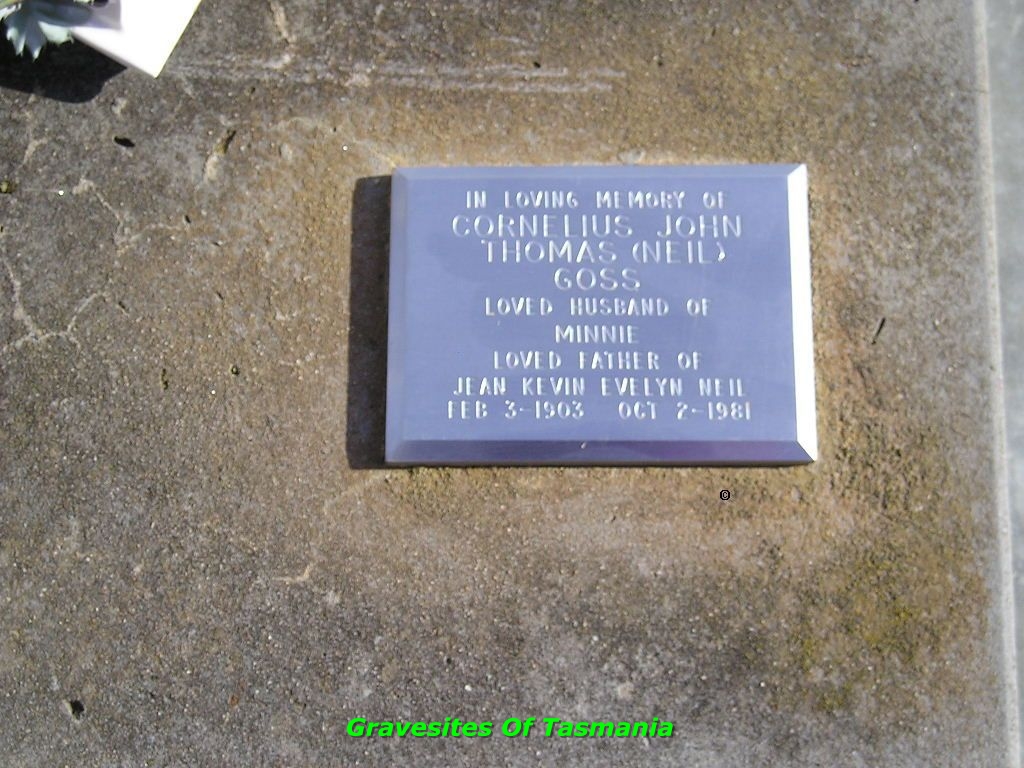 IN LOVING MEMORY OF
CORNELIUS JOHN
THOMAS (NEIL)
GOSS
LOVED HUSBAND OF
MINNIE
LOVED FATHER OF
JEAN KEVIN EVELYN NEIL
FEB 3-1903 OCT 2-1981
©
Gravesites Of Tasmania